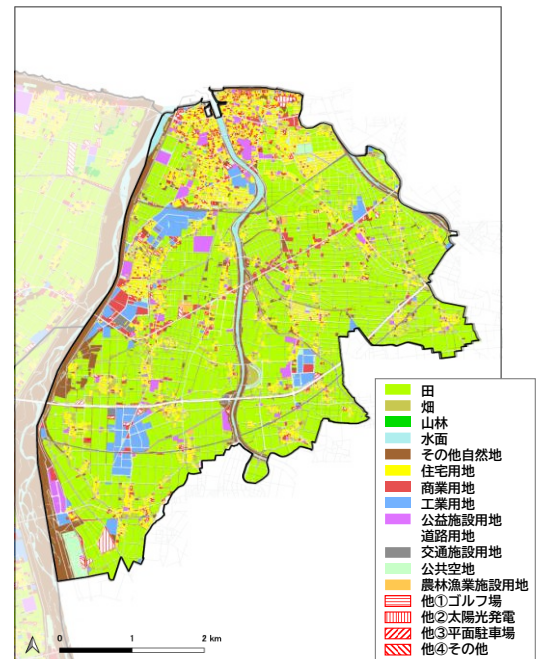 田
畑
山林
水面
その他自然地
住宅用地
商業用地
工業用地
公益施設用地
道路用地
交通施設用地
公共空地
農林漁業施設用地
他①ゴルフ場
他②太陽光発電
他③平面駐車場
他④その他
0 1 2 km